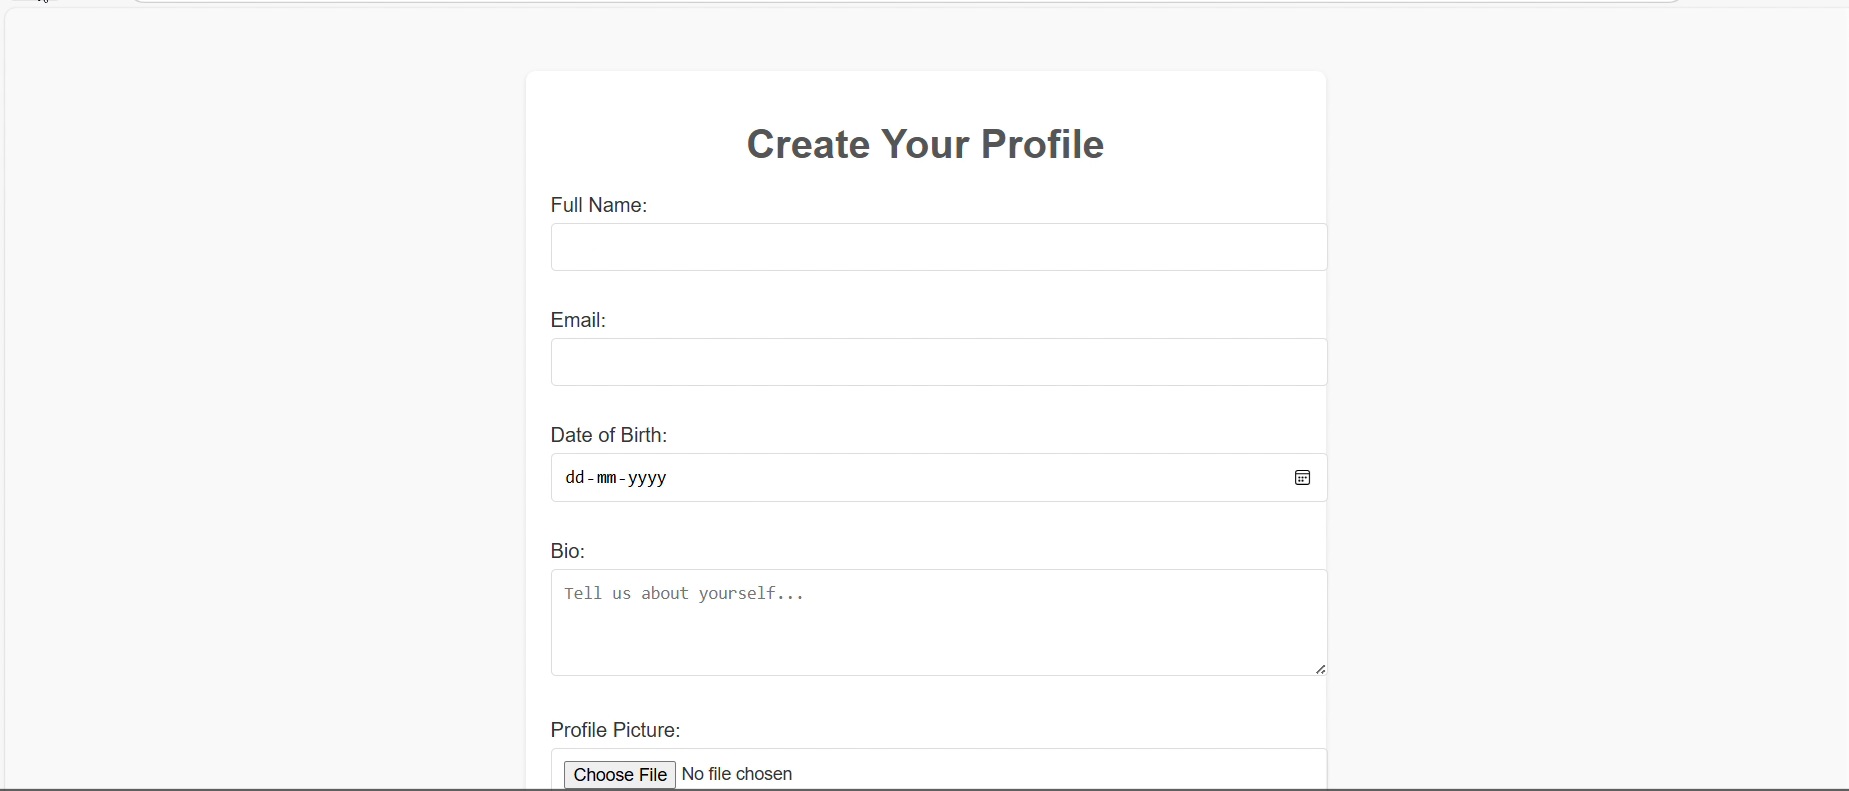 Create Your Profile
Full Name:
Email:
Date of Birth:
dd-mm-yyyy
Bio:
Tell us about yourself...
Profile Picture:
Choose File No file chosen